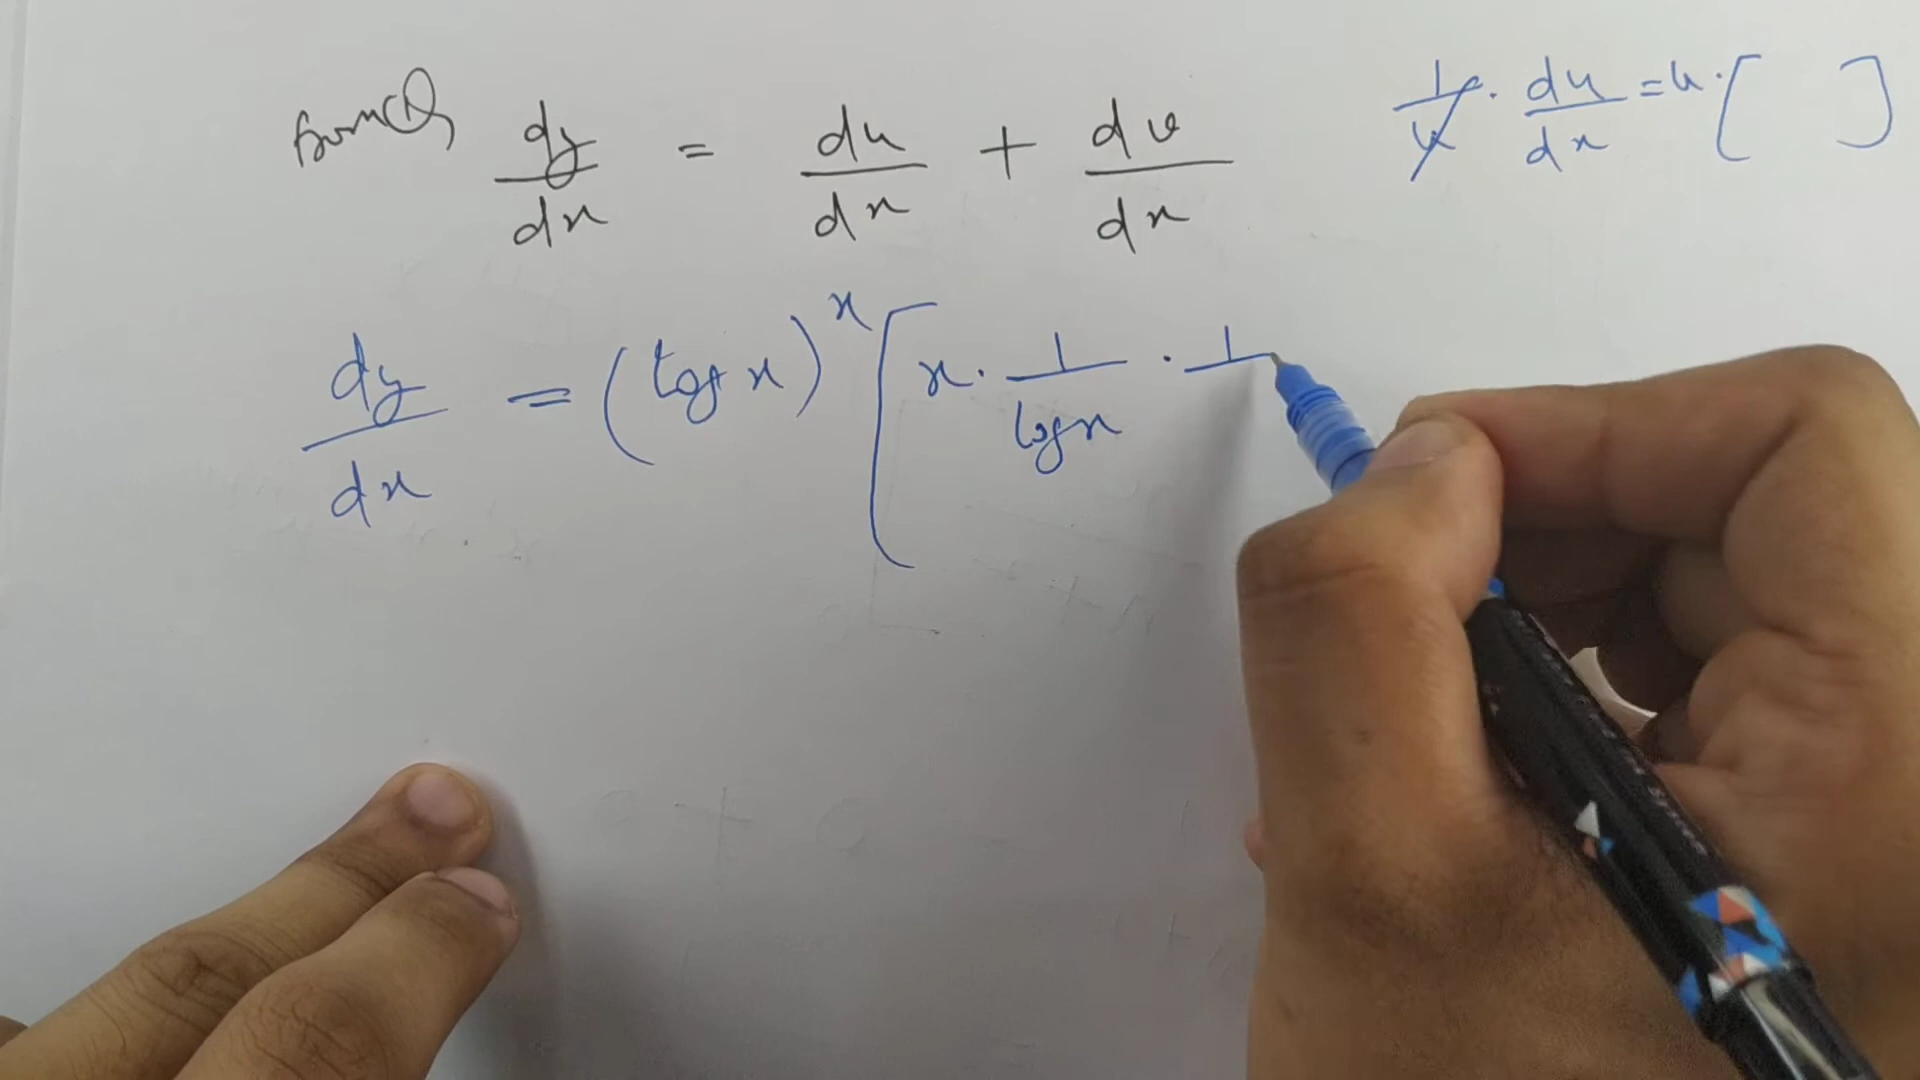 from (1), dy/dx = du/dx + dv/dx
1/u · du/dx = u · [ ]
dy/dx = (log x)^x [ x · 1/log x · 1/